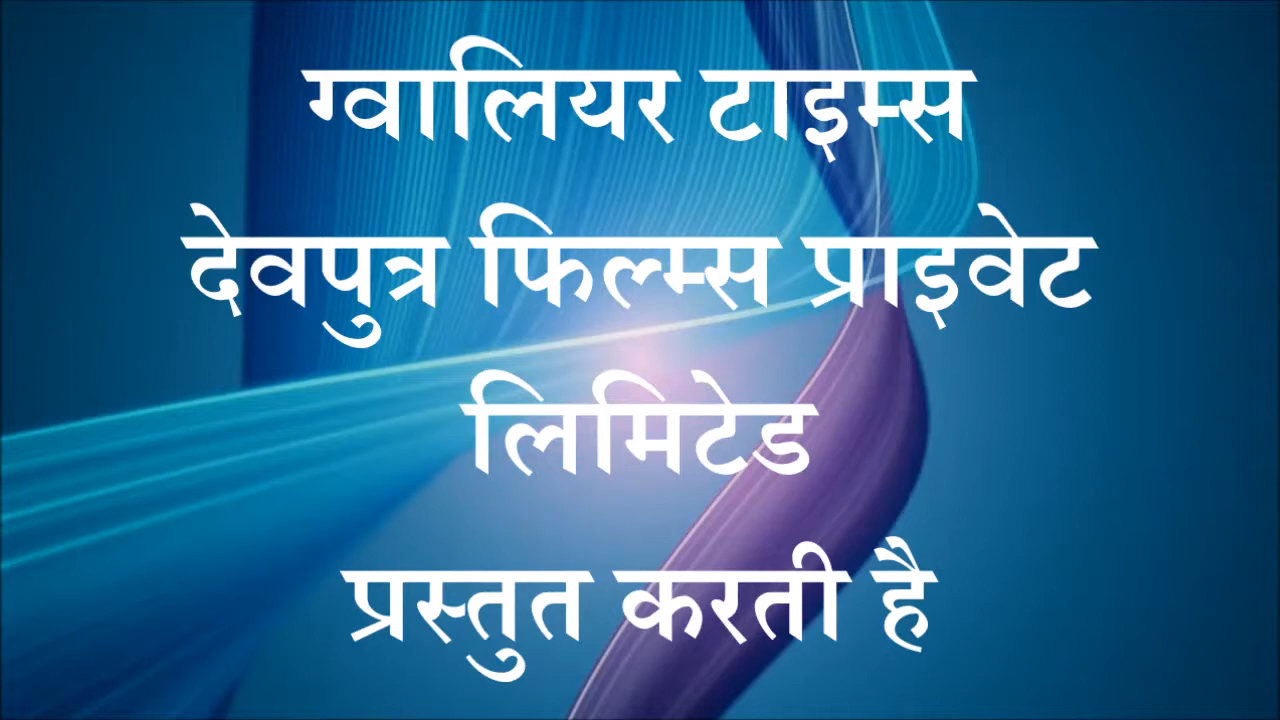 ग्वालियर टाइम्स
देवपुत्र फिल्म्स प्राइवेट
लिमिटेड
प्रस्तुत करती है